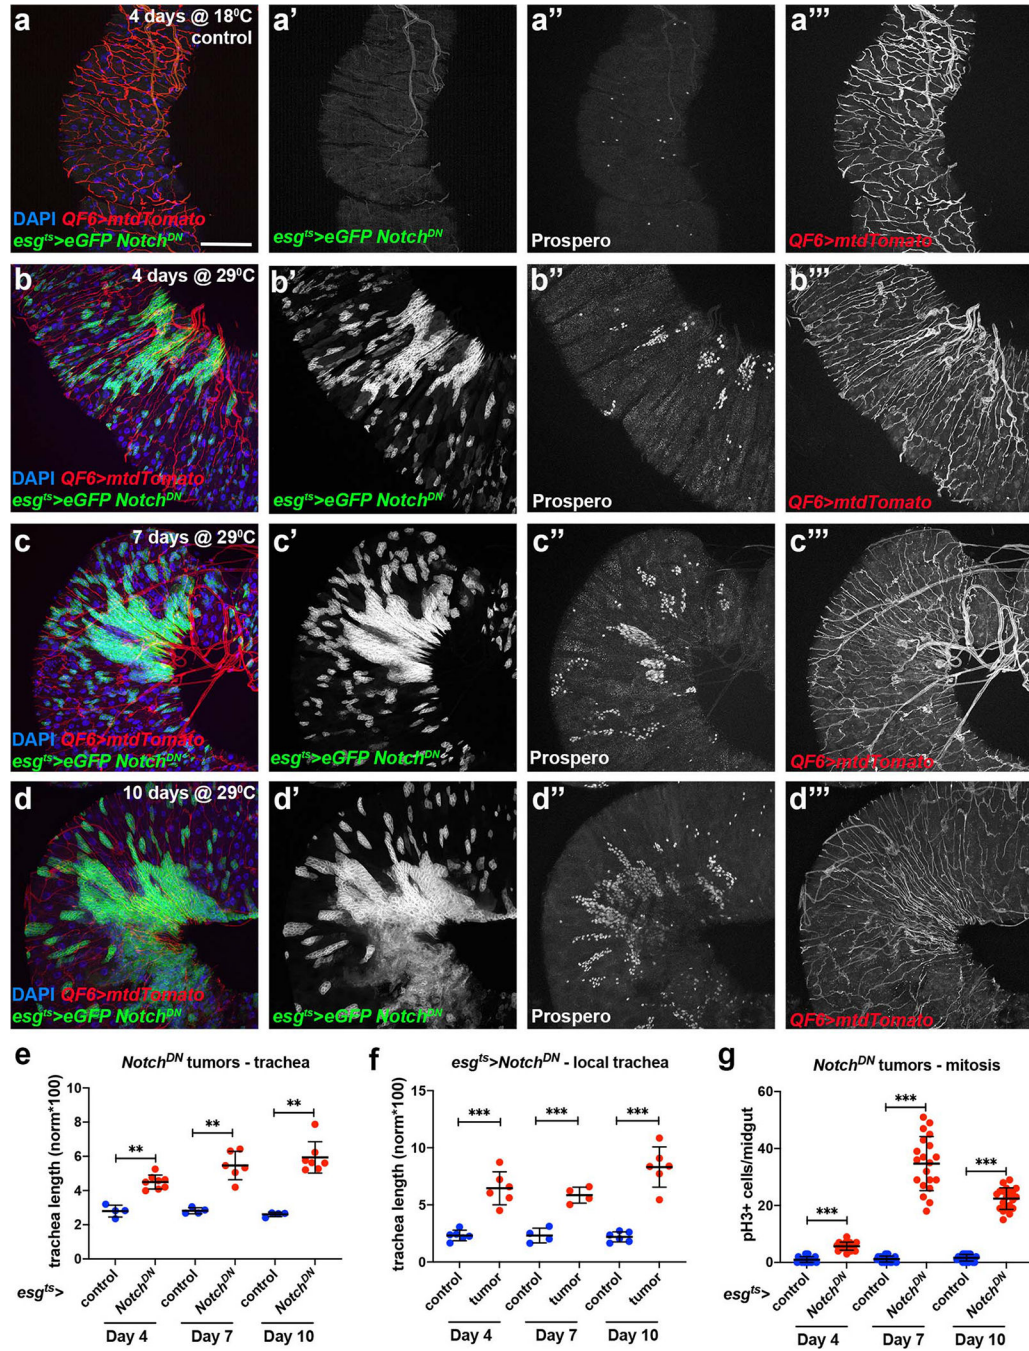 a
4 days @ 18⁰C
control
DAPI QF6>mtdTomato
esgᵗˢ>eGFP Notchᴰᴺ
a’
esgᵗˢ>eGFP Notchᴰᴺ
a”
Prospero
a’”
QF6>mtdTomato
b
4 days @ 29⁰C
DAPI QF6>mtdTomato
esgᵗˢ>eGFP Notchᴰᴺ
b’
esgᵗˢ>eGFP Notchᴰᴺ
b”
Prospero
b’”
QF6>mtdTomato
c
7 days @ 29⁰C
DAPI QF6>mtdTomato
esgᵗˢ>eGFP Notchᴰᴺ
c’
esgᵗˢ>eGFP Notchᴰᴺ
c”
Prospero
c’”
QF6>mtdTomato
d
10 days @ 29⁰C
DAPI QF6>mtdTomato
esgᵗˢ>eGFP Notchᴰᴺ
d’
esgᵗˢ>eGFP Notchᴰᴺ
d”
Prospero
d’”
QF6>mtdTomato
e
Notchᴰᴺ tumors - trachea
trachea length (norm*100)
8
6
4
2
0
**
**
**
esgᵗˢ>
control
Notchᴰᴺ
control
Notchᴰᴺ
control
Notchᴰᴺ
Day 4
Day 7
Day 10
f
esgᵗˢ>Notchᴰᴺ - local trachea
trachea length (norm*100)
15
10
5
0
***
***
***
control
tumor
control
tumor
control
tumor
Day 4
Day 7
Day 10
g
Notchᴰᴺ tumors - mitosis
pH3+ cells/midgut
60
40
20
0
***
***
***
esgᵗˢ>
control
Notchᴰᴺ
control
Notchᴰᴺ
control
Notchᴰᴺ
Day 4
Day 7
Day 10